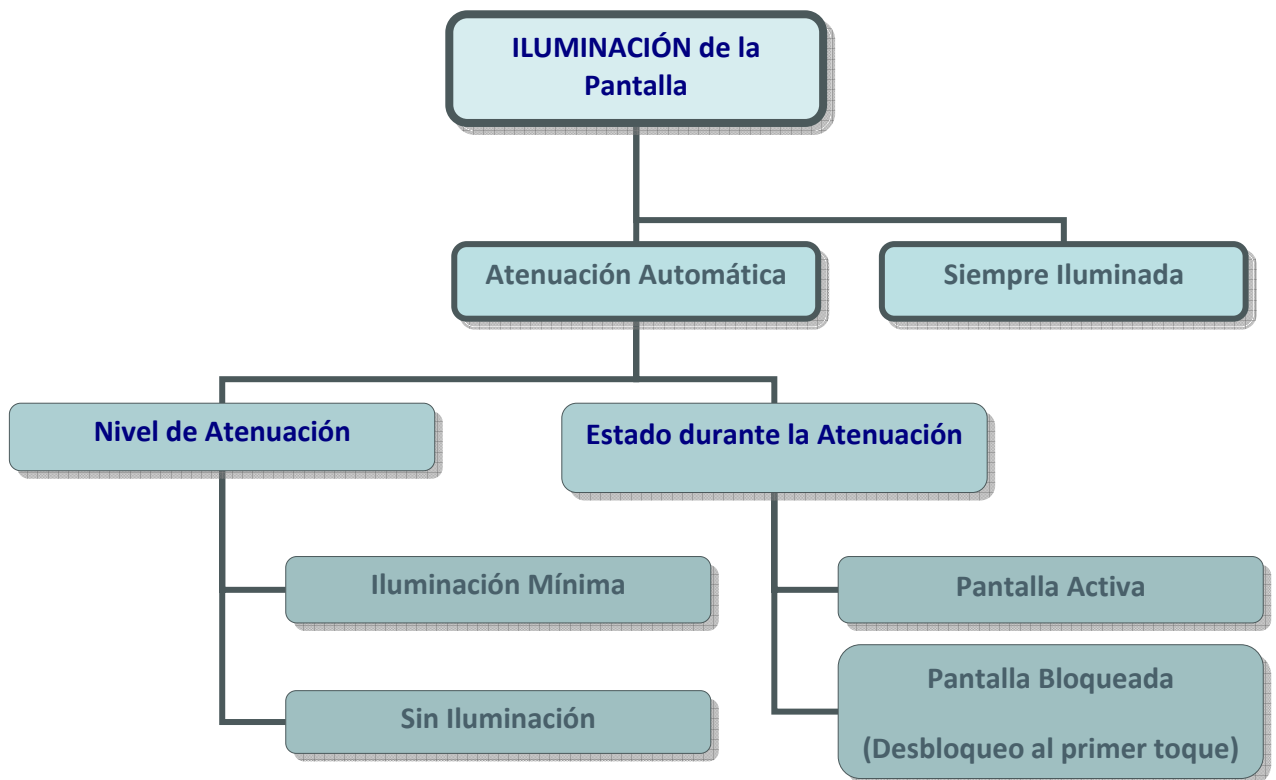 ILUMINACIÓN de la
Pantalla
Atenuación Automática
Siempre Iluminada
Nivel de Atenuación
Estado durante la Atenuación
Iluminación Mínima
Pantalla Activa
Sin Iluminación
Pantalla Bloqueada
(Desbloqueo al primer toque)